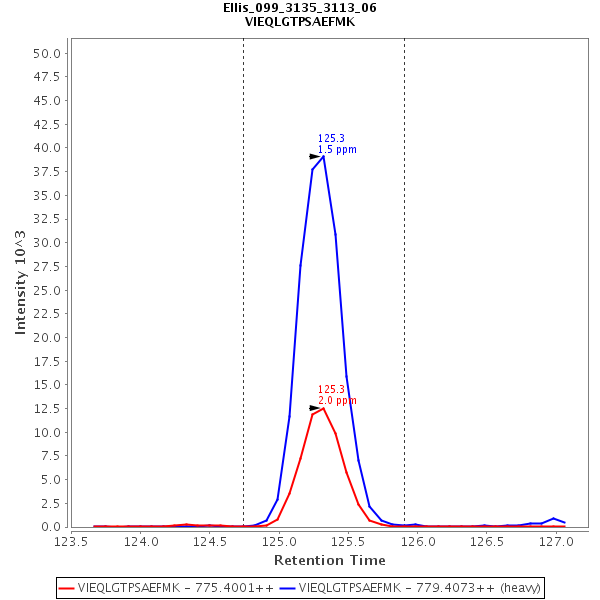 Ellis_099_3135_3113_06
VIEQLGTPSAEFMK
50.0
47.5
45.0
42.5
40.0
37.5
35.0
32.5
30.0
27.5
25.0
22.5
20.0
17.5
15.0
12.5
10.0
7.5
5.0
2.5
0.0
Intensity 10^3
125.3
1.5 ppm
125.3
2.0 ppm
123.5 124.0 124.5 125.0 125.5 126.0 126.5 127.0
Retention Time
VIEQLGTPSAEFMK - 775.4001++ VIEQLGTPSAEFMK - 779.4073++ (heavy)